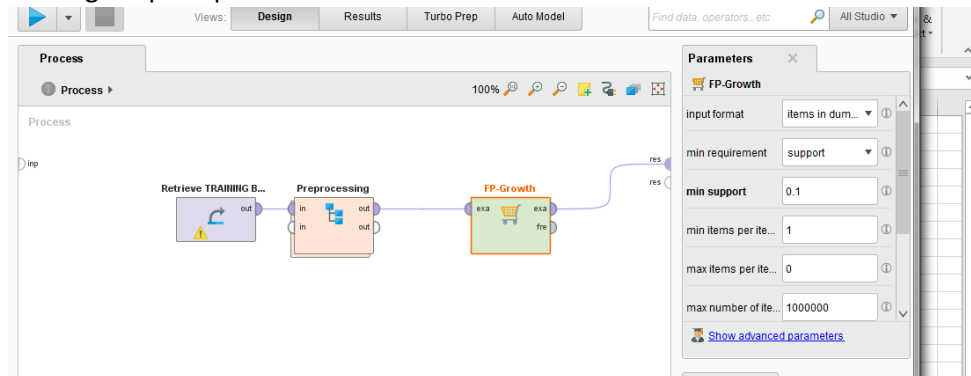 Views:
Design
Results
Turbo Prep
Auto Model
Find data, operators...etc
All Studio
&
Process
Process
100%
Process
inp
Retrieve TRAINING B...
out
Preprocessing
in
out
in
out
FP-Growth
exa
exa
fre
res
res
Parameters
FP-Growth
input format
items in dum...
min requirement
support
min support
0.1
min items per ite...
1
max items per ite...
0
max number of ite...
1000000
Show advanced parameters